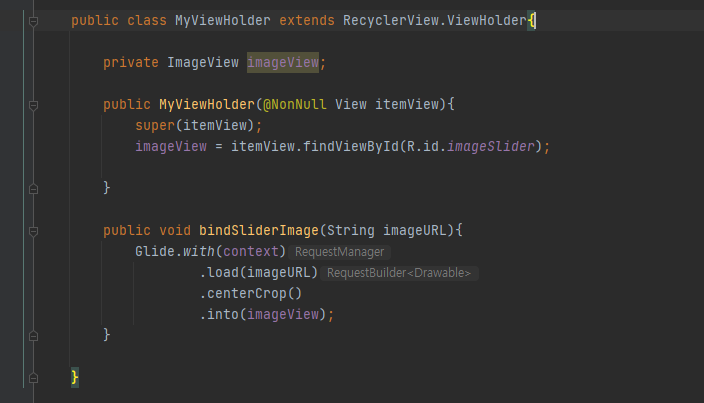 public class MyViewHolder extends RecyclerView.ViewHolder{
private ImageView imageView;
public MyViewHolder(@NonNull View itemView){
super(itemView);
imageView = itemView.findViewById(R.id.imageSlider);
}
public void bindSliderImage(String imageURL){
Glide.with(context) RequestManager
.load(imageURL) RequestBuilder<Drawable>
.centerCrop()
.into(imageView);
}
}